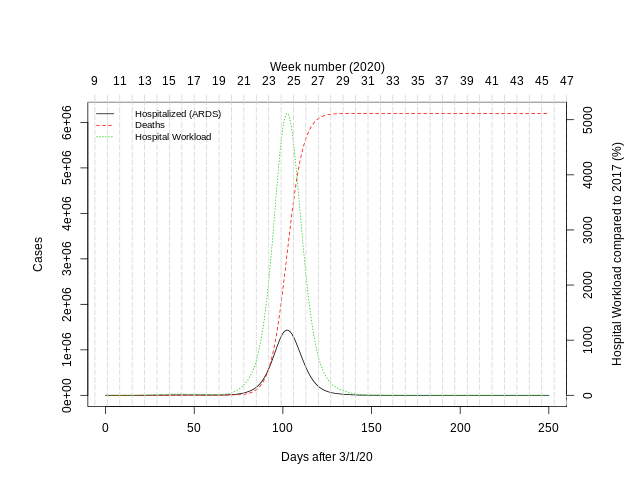 Week number (2020)
9 11 13 15 17 19 21 23 25 27 29 31 33 35 37 39 41 43 45 47
Hospitalized (ARDS)
Deaths
Hospital Workload
Cases
0e+00 1e+06 2e+06 3e+06 4e+06 5e+06 6e+06
0 1000 2000 3000 4000 5000
Hospital Workload compared to 2017 (%)
0 50 100 150 200 250
Days after 3/1/20